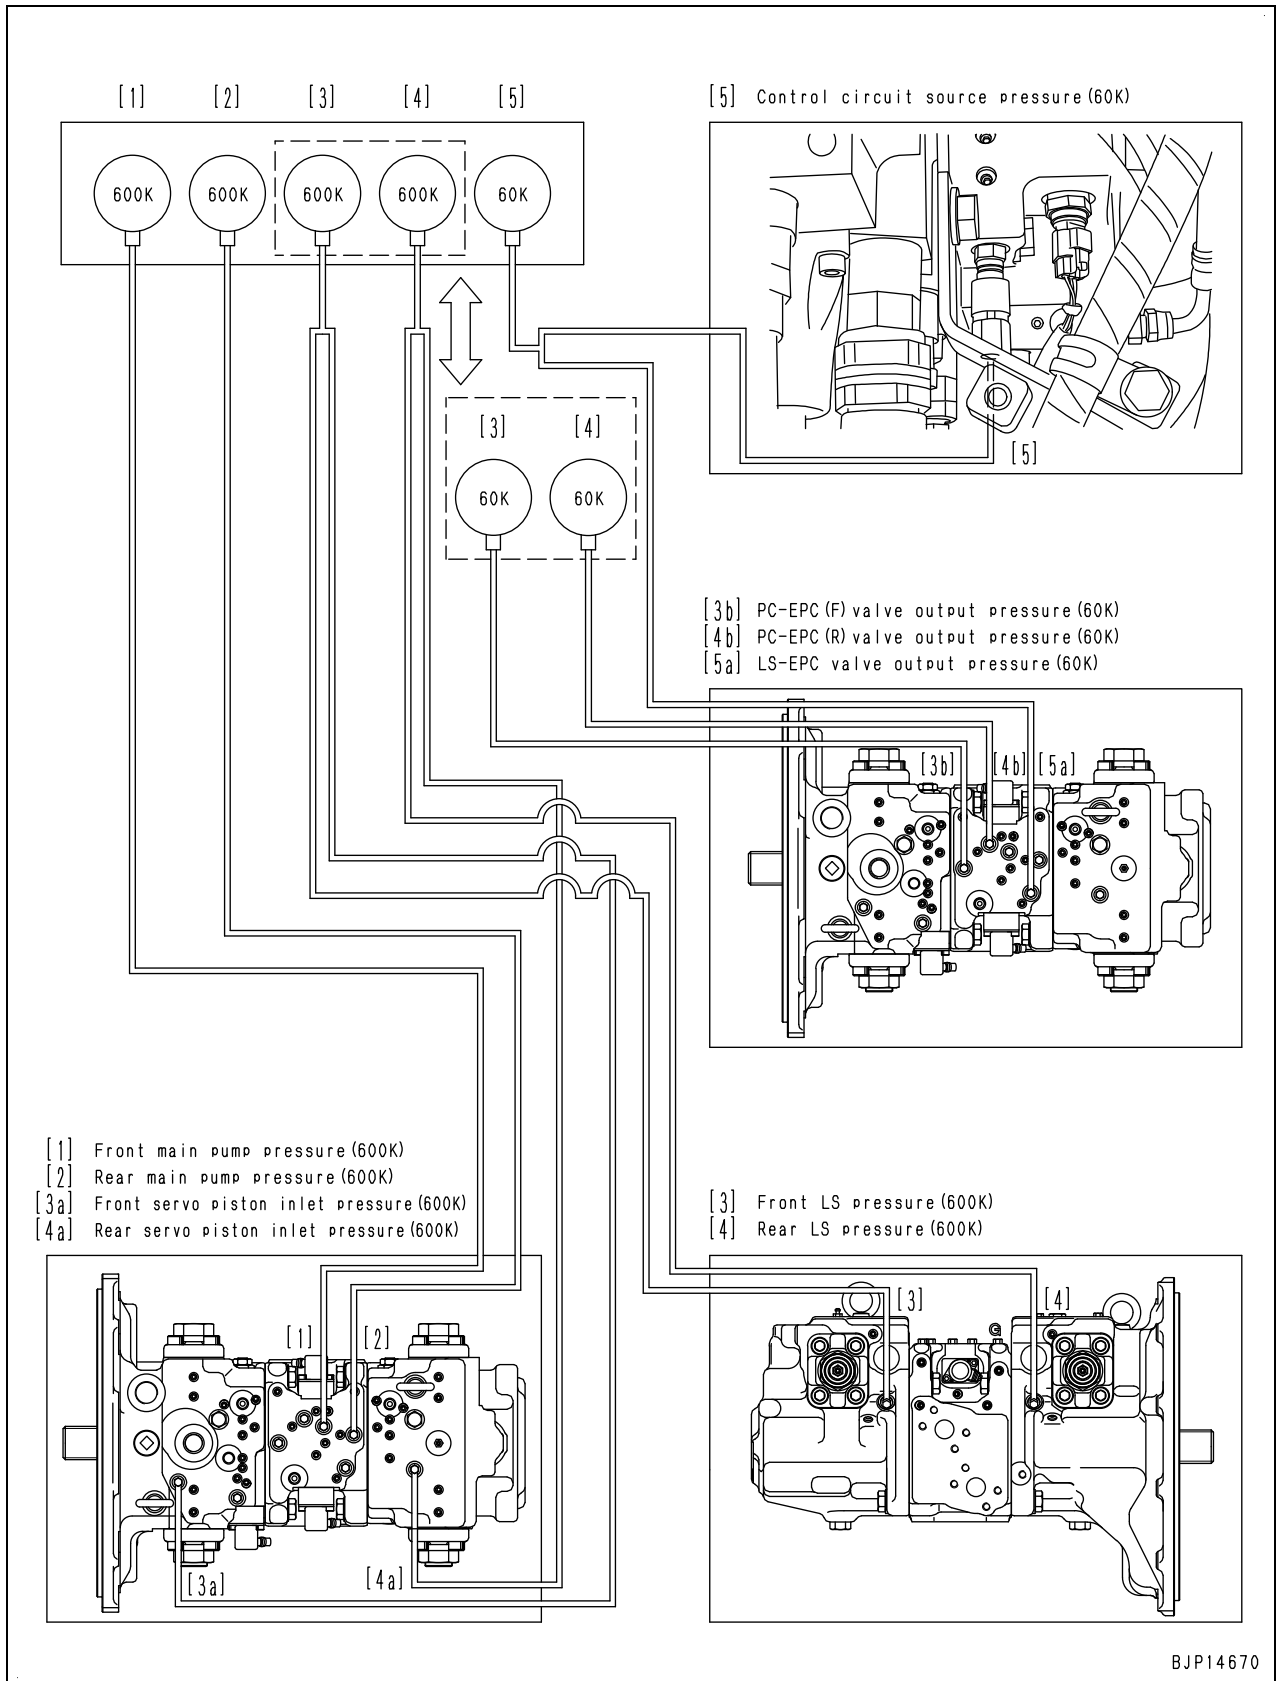 [1] [2] [3] [4] [5]
600K 600K 600K 600K 60K
[5] Control circuit source pressure(60K)
[5]
[3] [4]
60K 60K
[3b] PC-EPC(F) valve output pressure(60K)
[4b] PC-EPC(R) valve output pressure(60K)
[5a] LS-EPC valve output pressure(60K)
[3b] [4b] [5a]
[1] Front main pump pressure(600K)
[2] Rear main pump pressure(600K)
[3a] Front servo piston inlet pressure(600K)
[4a] Rear servo piston inlet pressure(600K)
[1] [2]
[3a] [4a]
[3] Front LS pressure(600K)
[4] Rear LS pressure(600K)
[3] [4]
BJP14670